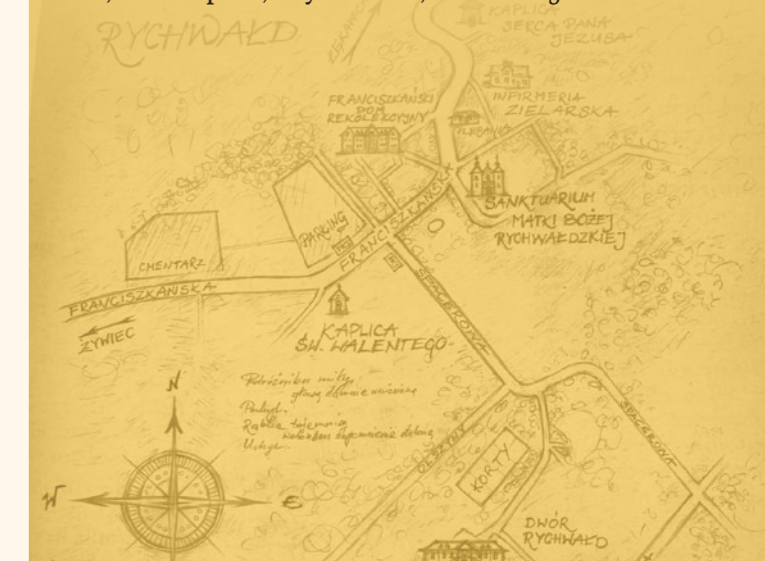 RYCHWAŁD
KAPLICA
SERCA PANA
JEZUSA
FRANCISZKAŃSKI
DOM
REKOLEKCYJNY
INFIRMERIA
ZIELARSKA
SANKTUARIUM
MATKI BOŻEJ
RYCHWAŁDZKIEJ
PARKING
FRANCISZKAŃSKA
CMENTARZ
FRANCISZKAŃSKA
ŻYWIEC
KAPLICA
ŚW. WALENTEGO
SPACEROWA
N
W
E
OLSZYNY
KORTY
SPACEROWA
DWÓR
RYCHWAŁD